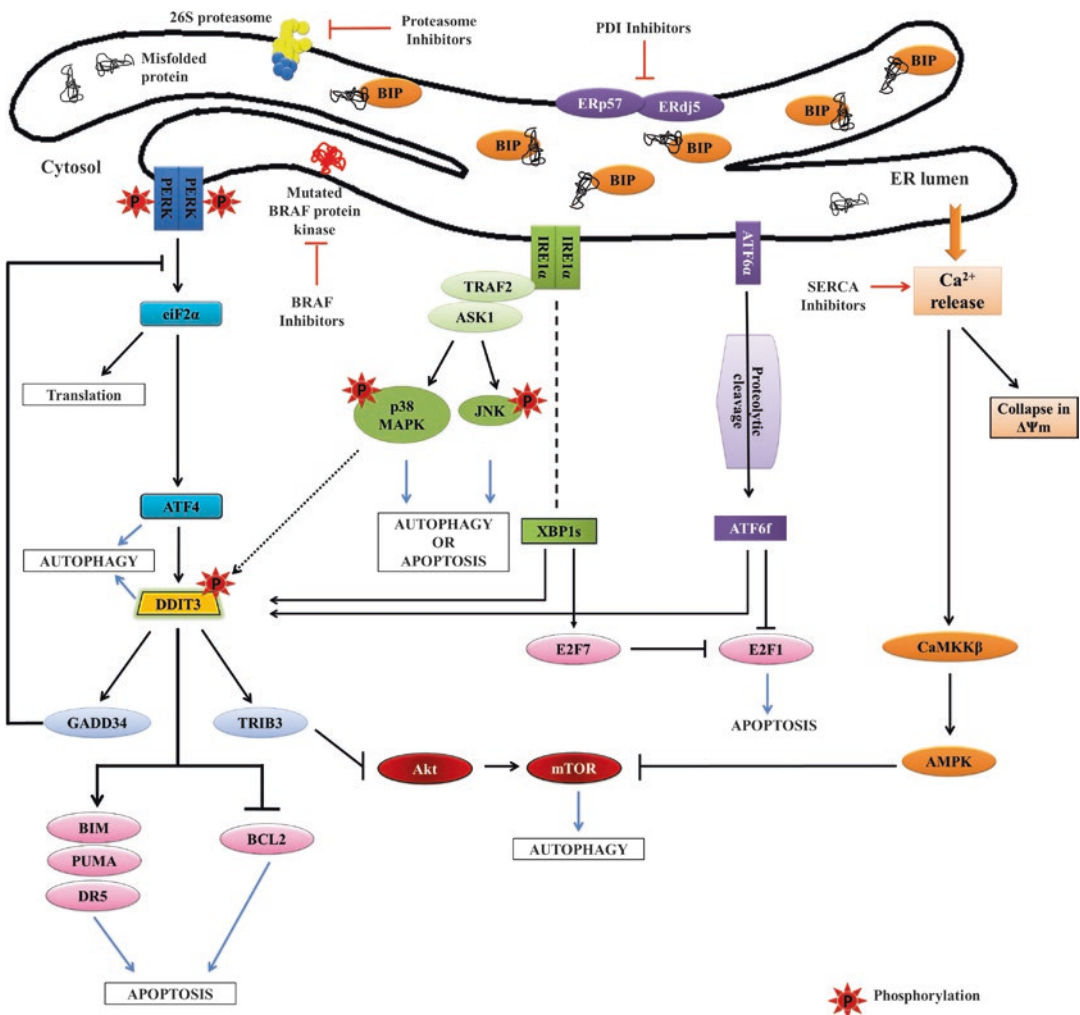 26S proteasome
Proteasome
Inhibitors
PDI Inhibitors
Misfolded
protein
BIP
BIP
BIP
ERp57
ERdj5
BIP
BIP
BIP
BIP
Cytosol
ER lumen
P
PERK
PERK
P
Mutated
BRAF protein
kinase
BRAF
Inhibitors
IRE1α
IRE1α
ATF6α
TRAF2
ASK1
SERCA
Inhibitors
Ca2+
release
eiF2α
Translation
P
p38
MAPK
JNK
P
Proteolytic
cleavage
Collapse in
ΔΨm
ATF4
AUTOPHAGY
AUTOPHAGY
OR
APOPTOSIS
XBP1s
ATF6f
P
DDIT3
E2F7
E2F1
CaMKKβ
GADD34
TRIB3
APOPTOSIS
Akt
mTOR
AMPK
BIM
PUMA
DR5
BCL2
AUTOPHAGY
APOPTOSIS
P
Phosphorylation